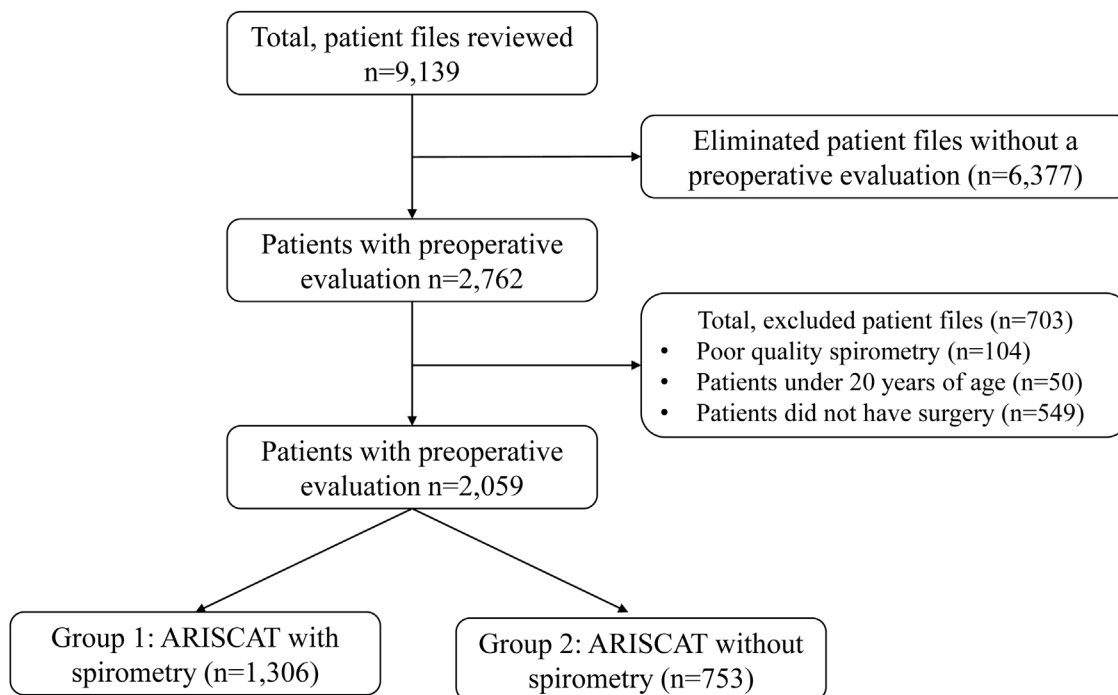 Total, patient files reviewed
n=9,139
Eliminated patient files without a
preoperative evaluation (n=6,377)
Patients with preoperative
evaluation n=2,762
Total, excluded patient files (n=703)
• Poor quality spirometry (n=104)
• Patients under 20 years of age (n=50)
• Patients did not have surgery (n=549)
Patients with preoperative
evaluation n=2,059
Group 1: ARISCAT with
spirometry (n=1,306)
Group 2: ARISCAT without
spirometry (n=753)